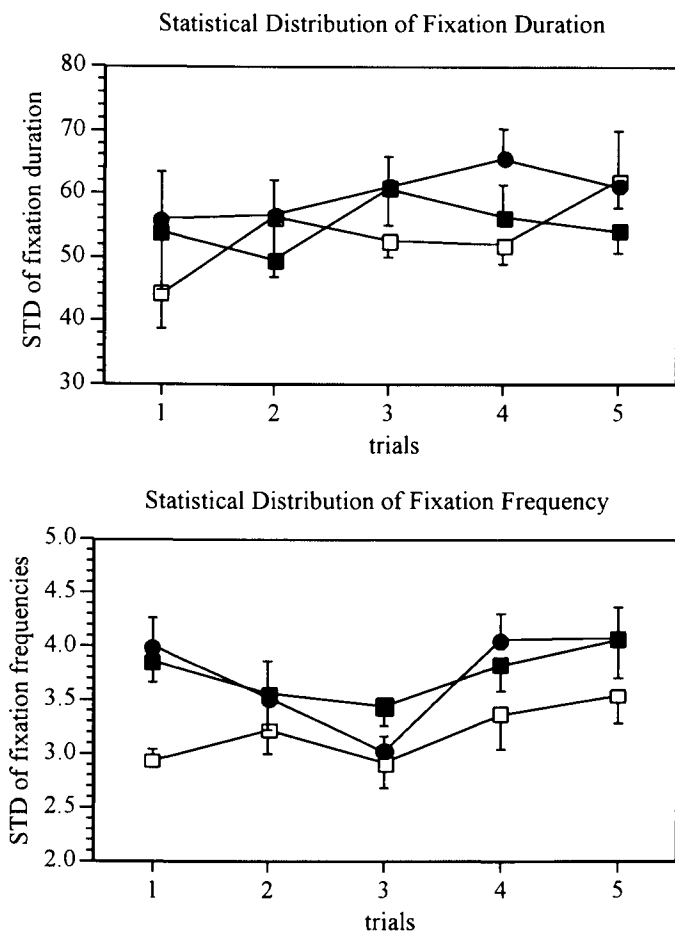 Statistical Distribution of Fixation Duration
80
70
60
50
40
30
STD of fixation duration
1 2 3 4 5
trials
Statistical Distribution of Fixation Frequency
5.0
4.5
4.0
3.5
3.0
2.5
2.0
STD of fixation frequencies
1 2 3 4 5
trials